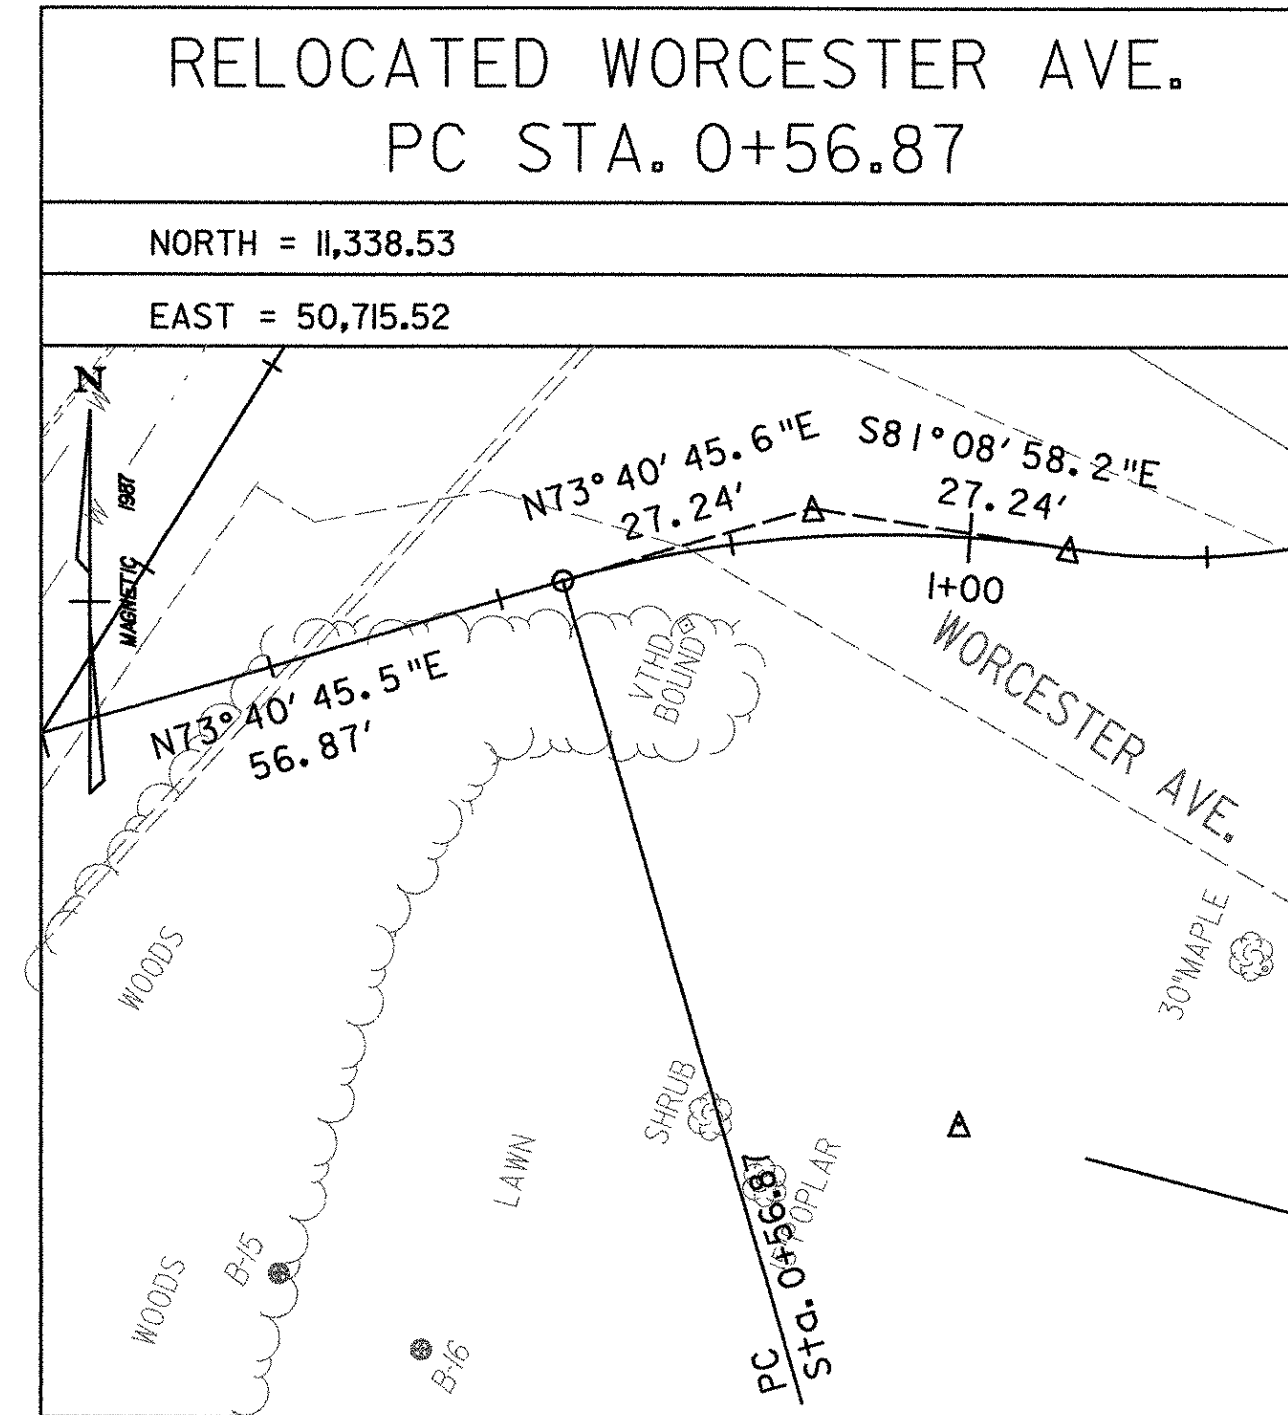 RELOCATED WORCESTER AVE.
PC STA. 0+56.87
NORTH = 11,338.53
EAST = 50,715.52
N
W
W
MAGNETIC 1987
N73°40'45.6"E
27.24'
S81°08'58.2"E
27.24'
1+00
WORCESTER AVE.
VTHD
BOUND
N73°40'45.5"E
56.87'
WOODS
30"MAPLE
SHRUB
LAWN
POPLAR
B-15
WOODS
B-16
PC
Sta. 0+56.87